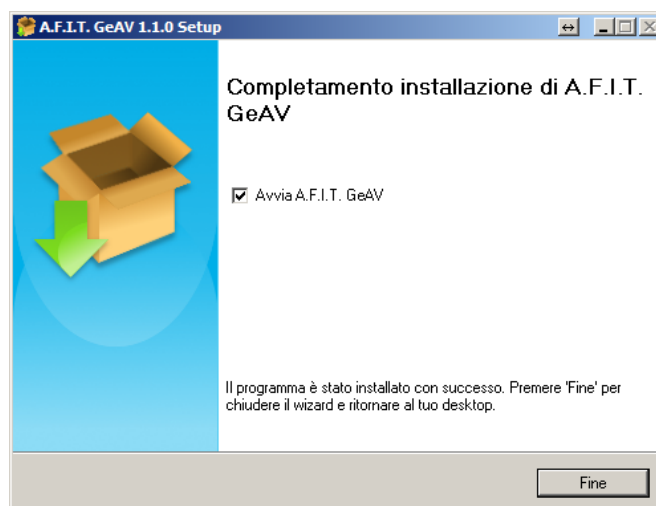 A.F.I.T. GeAV 1.1.0 Setup
Completamento installazione di A.F.I.T.
GeAV
Avvia A.F.I.T. GeAV
Il programma è stato installato con successo. Premere 'Fine' per
chiudere il wizard e ritornare al tuo desktop.
Fine